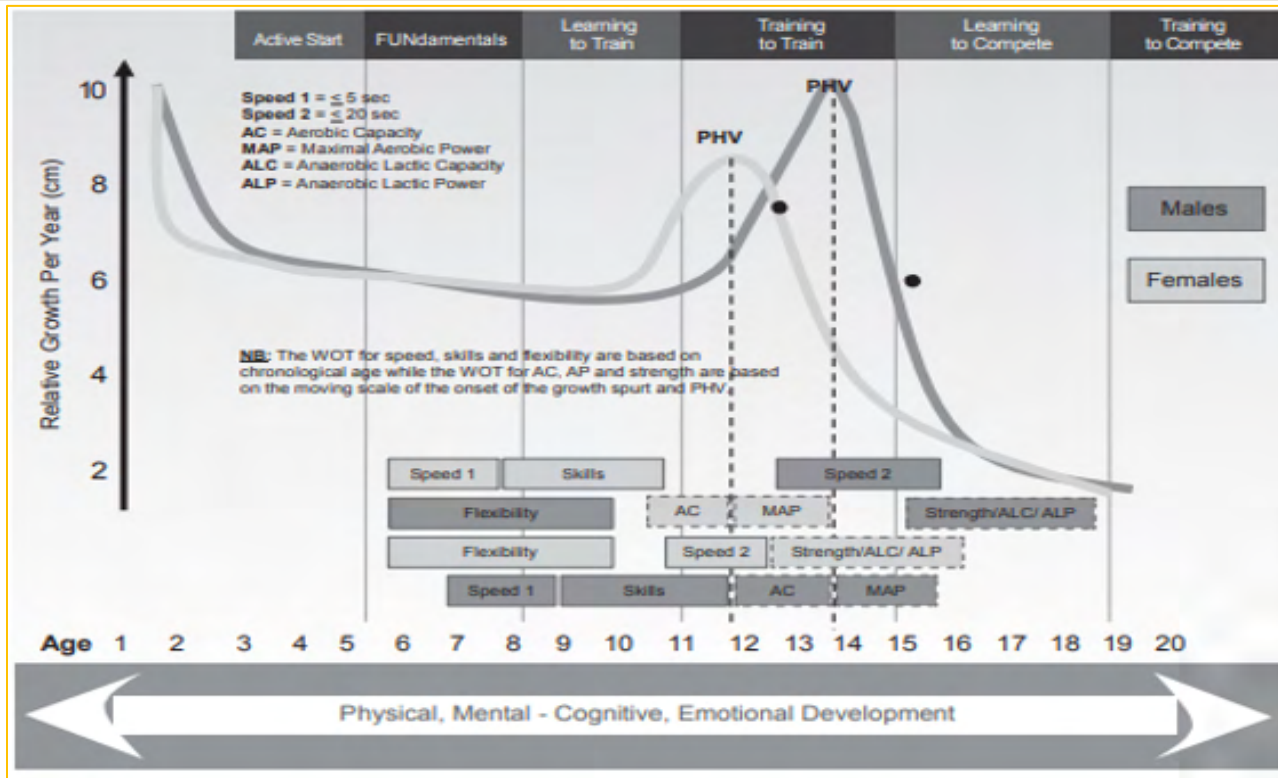 Active Start
FUNdamentals
Learning
to Train
Training
to Train
Learning
to Compete
Training
to Compete
Relative Growth Per Year (cm)
10
8
6
4
2
Speed 1 = ≤ 5 sec
Speed 2 = ≤ 20 sec
AC = Aerobic Capacity
MAP = Maximal Aerobic Power
ALC = Anaerobic Lactic Capacity
ALP = Anaerobic Lactic Power
PHV
PHV
Males
Females
NB: The WOT for speed, skills and flexibility are based on
chronological age while the WOT for AC, AP and strength are based
on the moving scale of the onset of the growth spurt and PHV.
Speed 1 Skills Speed 2
Flexibility AC MAP Strength/ALC/ ALP
Flexibility Speed 2 Strength/ALC/ ALP
Speed 1 Skills AC MAP
Age 1 2 3 4 5 6 7 8 9 10 11 12 13 14 15 16 17 18 19 20
Physical, Mental - Cognitive, Emotional Development